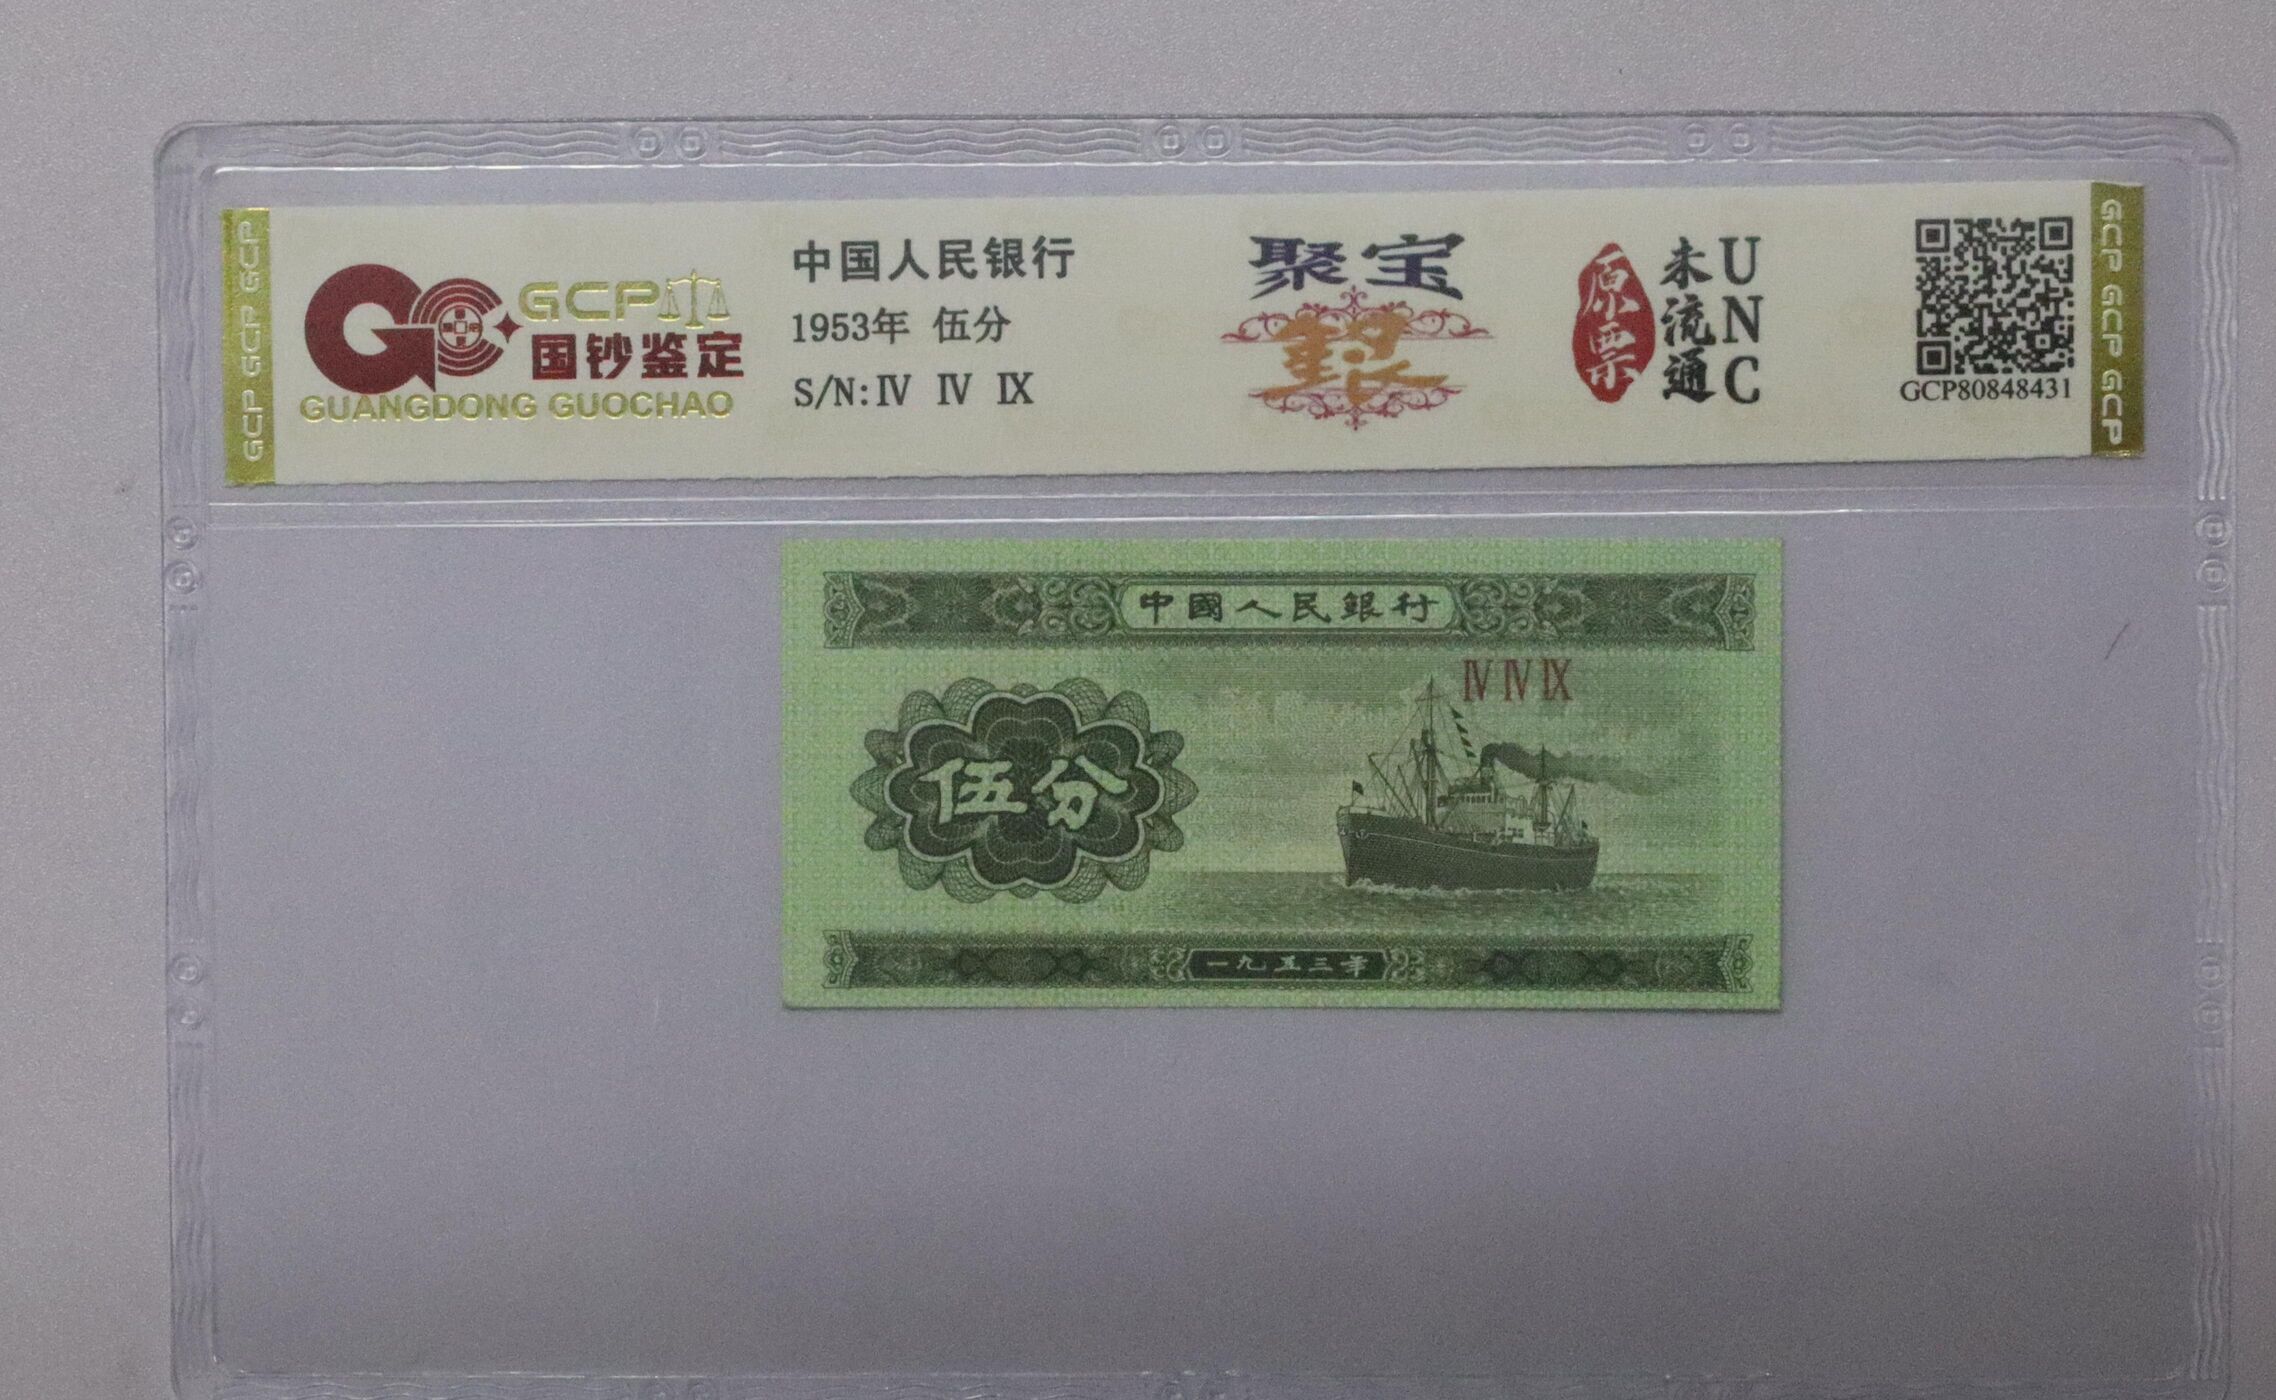 GCP GCP GCP
GCP
国钞鉴定
GUANGDONG GUOCHAO
中国人民银行
1953年 伍分
S/N:Ⅳ Ⅳ Ⅸ
聚宝
原票
未流通
UNC
GCP80848431
GCP GCP GCP
中國人民銀行
Ⅳ Ⅳ Ⅸ
伍分
一九五三年